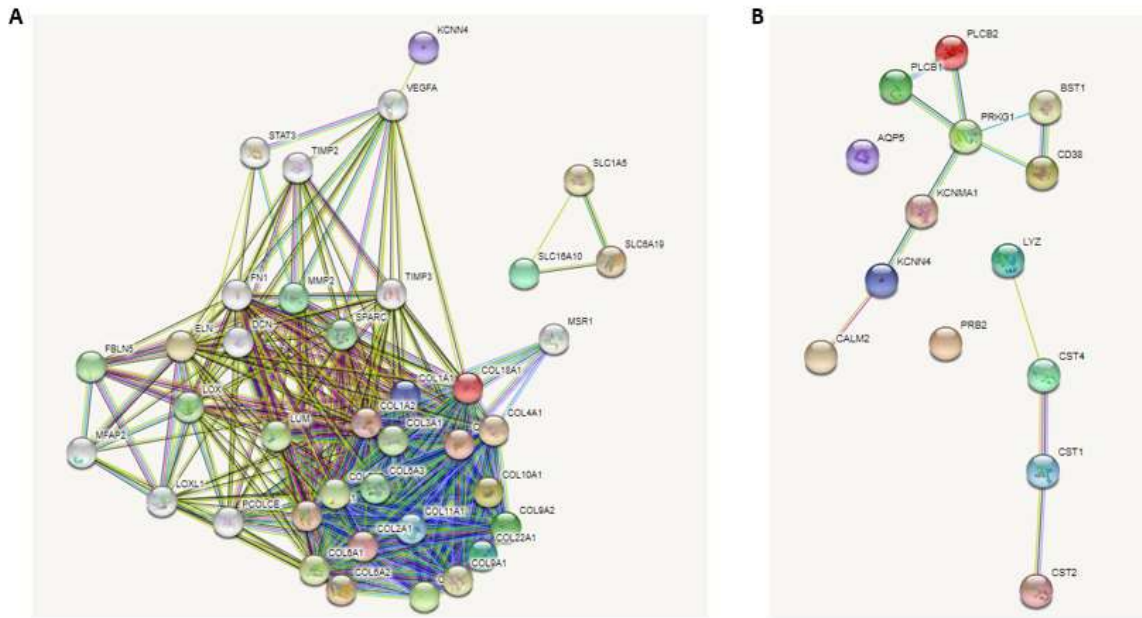 A
B
KCNN4
VEGFA
STAT3
TIMP2
SLC1A5
SLC16A10
SLC6A19
FN1
MMP2
TIMP3
DCN
SPARC
ELN
MSR1
FBLN5
COL18A1
COL1A1
LOX
COL1A2
COL4A1
LUM
COL3A1
MFAP2
COL6A3
COL10A1
LOXL1
PCOLCE
COL11A1
COL9A2
COL2A1
COL22A1
COL8A1
COL9A1
COL6A2
PLCB2
PLCB1
BST1
PRKG1
AQP5
CD38
KCNMA1
LYZ
KCNN4
PRB2
CALM2
CST4
CST1
CST2